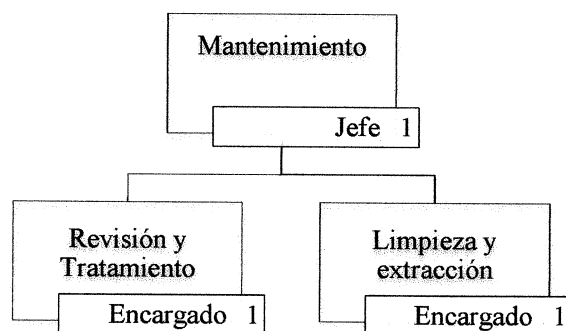 Mantenimiento
Jefe 1
Revisión y
Tratamiento
Encargado 1
Limpieza y
extracción
Encargado 1